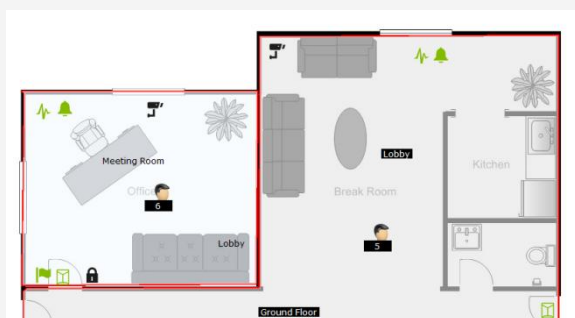 Lobby
Meeting Room
Kitchen
Office
Break Room
6
5
Lobby
Ground Floor